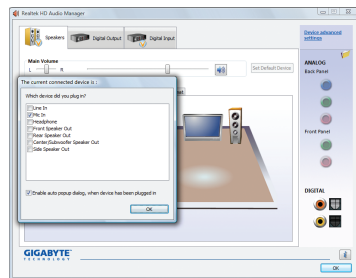 Realtek HD Audio Manager
Speakers
Digital Output
Digital Input
Device advanced
settings
Main Volume
L
R
Set Default Device
ANALOG
Back Panel
The current connected device is :
Which device did you plug in?
Line In
Mic In
Headphone
Front Speaker Out
Rear Speaker Out
Center/Subwoofer Speaker Out
Side Speaker Out
Enable auto popup dialog, when device has been plugged in
OK
Front Panel
DIGITAL
GIGABYTE
TECHNOLOGY
OK